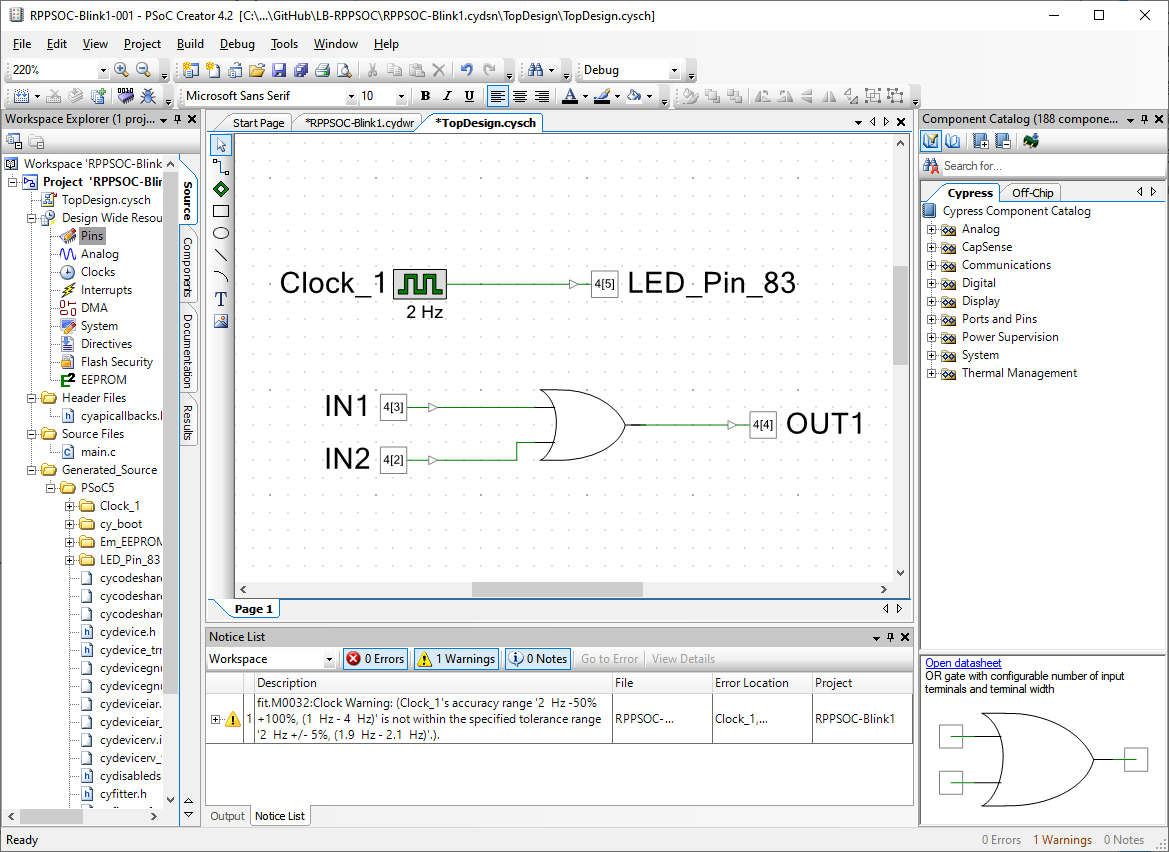 RPPSOC-Blink1-001 - PSoC Creator 4.2 [C:\...\GitHub\LB-RPPSOC\RPPSOC-Blink1.cydsn\TopDesign\TopDesign.cysch]
File Edit View Project Build Debug Tools Window Help
220% Debug
Microsoft Sans Serif 10 B I U A
Workspace Explorer (1 proj...
Workspace 'RPPSOC-Blink
Project 'RPPSOC-Blin
TopDesign.cysch
Design Wide Resou
Pins
Analog
Clocks
Interrupts
DMA
System
Directives
Flash Security
EEPROM
Header Files
cyapicallbacks.h
Source Files
main.c
Generated_Source
PSoC5
Clock_1
cy_boot
Em_EEPROM
LED_Pin_83
cycodeshare
cycodeshare
cycodeshare
cydevice.h
cydevice_trm
cydevicegnu
cydevicegnu
cydeviceiar.
cydeviceiar_
cydevicerv.i
cydevicerv_
cydisableds
cyfitter.h
Source
Components
Documentation
Results
Start Page *RPPSOC-Blink1.cydwr *TopDesign.cysch
T
Clock_1 4[5] LED_Pin_83
2 Hz
IN1 4[3]
4[4] OUT1
IN2 4[2]
Page 1
Notice List
Workspace 0 Errors 1 Warnings 0 Notes Go to Error View Details
Description File Error Location Project
1 fit.M0032:Clock Warning: (Clock_1's accuracy range '2 Hz -50%
+100%, (1 Hz - 4 Hz)' is not within the specified tolerance range
'2 Hz +/- 5%, (1.9 Hz - 2.1 Hz)'.).
RPPSOC-... Clock_1,... RPPSOC-Blink1
Output Notice List
Component Catalog (188 compone...
Search for...
Cypress Off-Chip
Cypress Component Catalog
Analog
CapSense
Communications
Digital
Display
Ports and Pins
Power Supervision
System
Thermal Management
Open datasheet
OR gate with configurable number of input
terminals and terminal width
Ready 0 Errors 1 Warnings 0 Notes